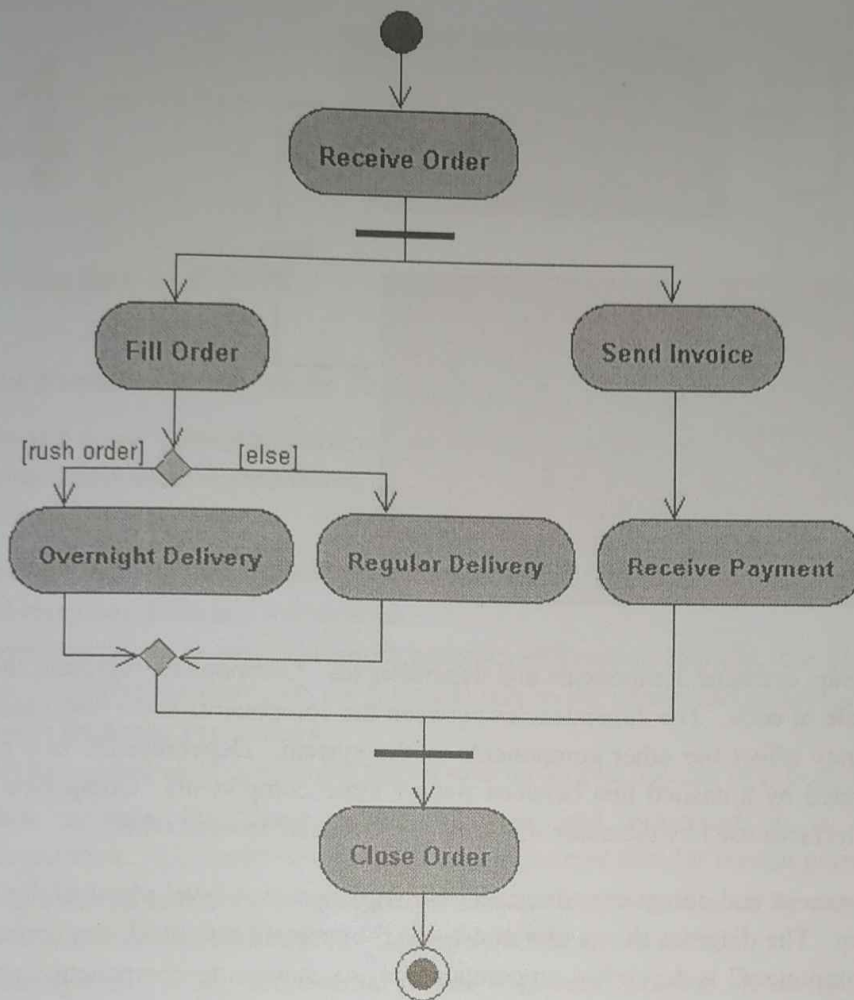 Receive Order
Fill Order
Send Invoice
[rush order]
[else]
Overnight Delivery
Regular Delivery
Receive Payment
Close Order